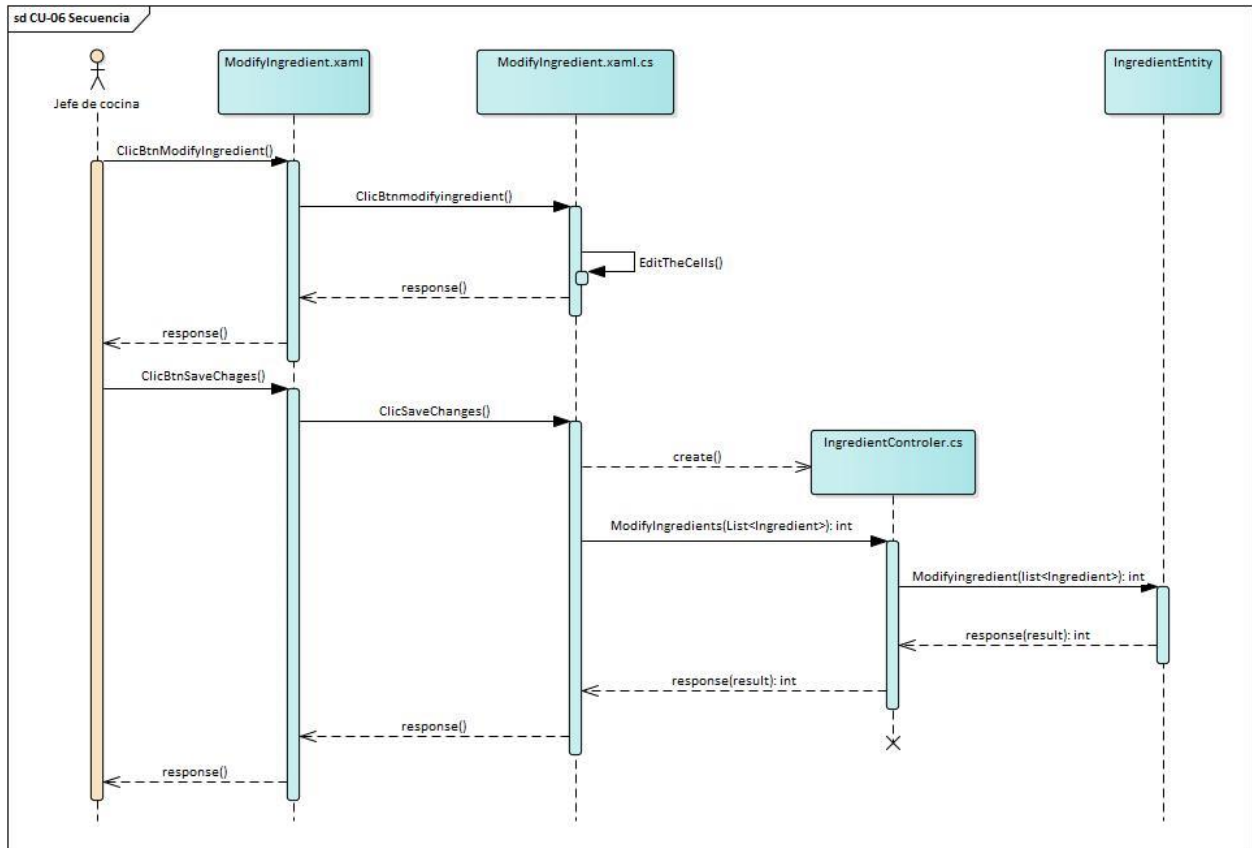 sd CU-06 Secuencia
Jefe de cocina
ModifyIngredient.xaml
ModifyIngredient.xaml.cs
IngredientEntity
ClicBtnModifyIngredient()
ClicBtnmodifyingredient()
EditTheCells()
response()
response()
ClicBtnSaveChages()
ClicSaveChanges()
IngredientControler.cs
create()
ModifyIngredients(List<Ingredient>): int
Modifyingredient(list<Ingredient>): int
response(result): int
response(result): int
response()
response()